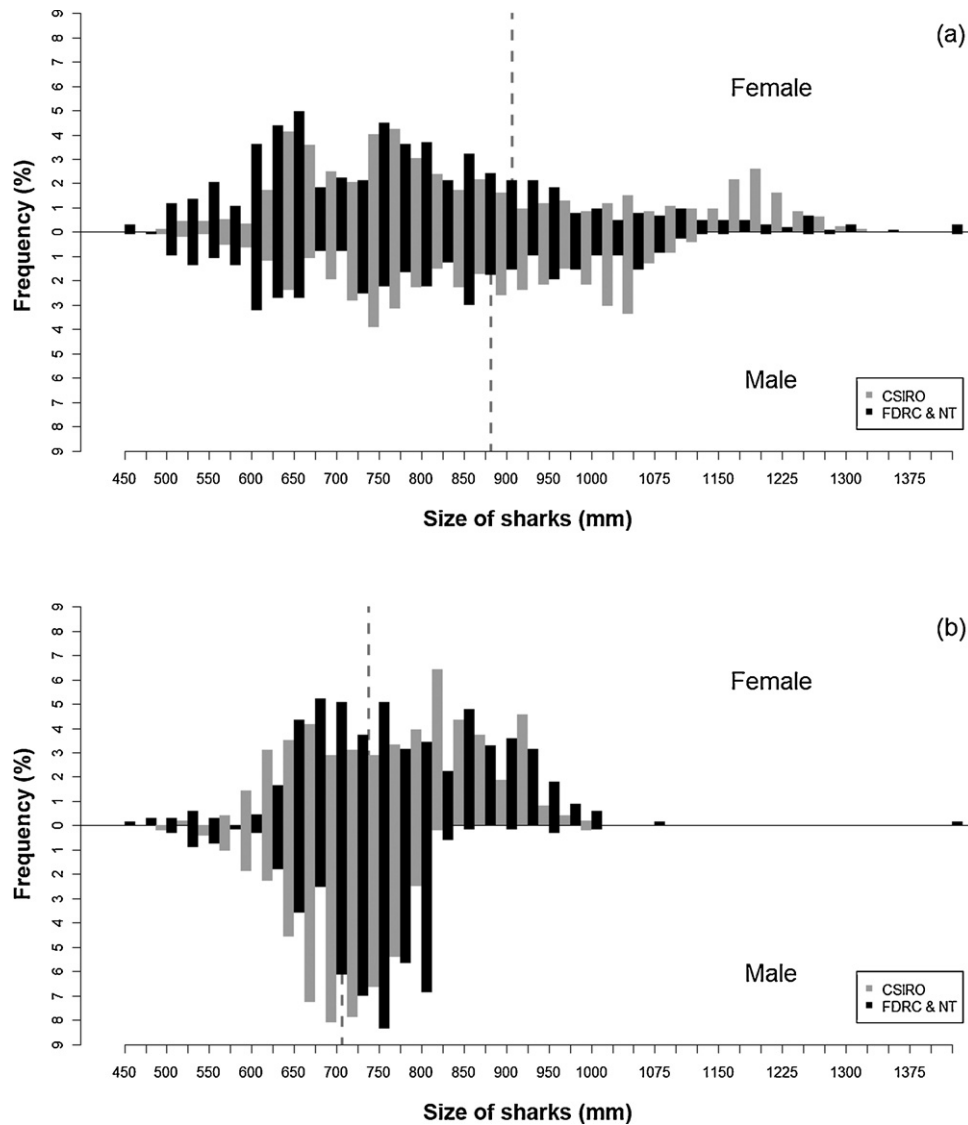 (a)
Female
Frequency (%)
9 8 7 6 5 4 3 2 1 0 1 2 3 4 5 6 7 8 9
Male
CSIRO
FDRC & NT
450 500 550 600 650 700 750 800 850 900 950 1000 1075 1150 1225 1300 1375
Size of sharks (mm)
(b)
Female
Frequency (%)
9 8 7 6 5 4 3 2 1 0 1 2 3 4 5 6 7 8 9
Male
CSIRO
FDRC & NT
450 500 550 600 650 700 750 800 850 900 950 1000 1075 1150 1225 1300 1375
Size of sharks (mm)